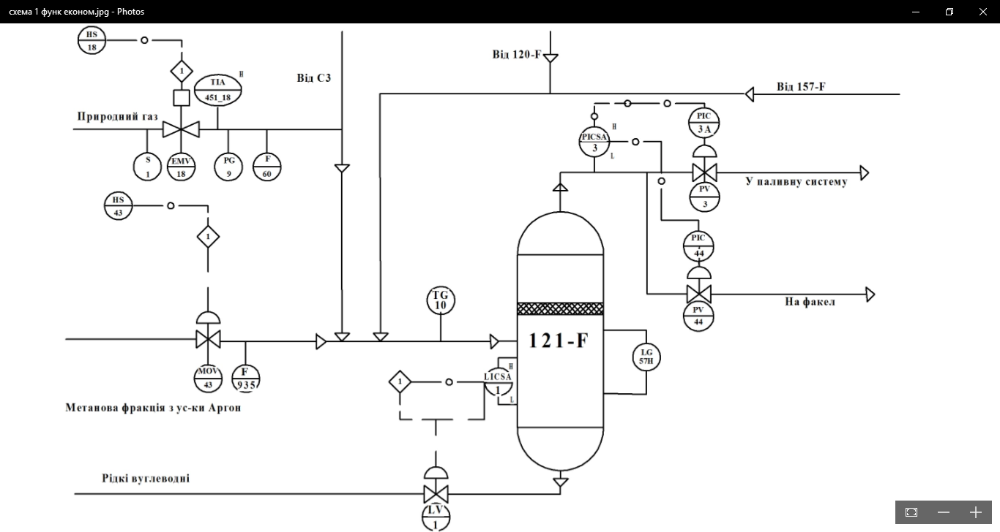 схема 1 функ економ.jpg - Photos
HS
18
1
TIA
451_18
H
Від С3
Від 120-F
Від 157-F
Природний газ
S
1
EMV
18
PG
9
F
60
PICSA
3
H
L
PIC
3A
PV
3
У паливну систему
HS
43
1
PIC
44
PV
44
На факел
TG
10
121-F
LG
57H
MOV
43
F
935
1
LICSA
1
H
L
Метанова фракція з ус-ки Аргон
Рідкі вуглеводні
LV
1